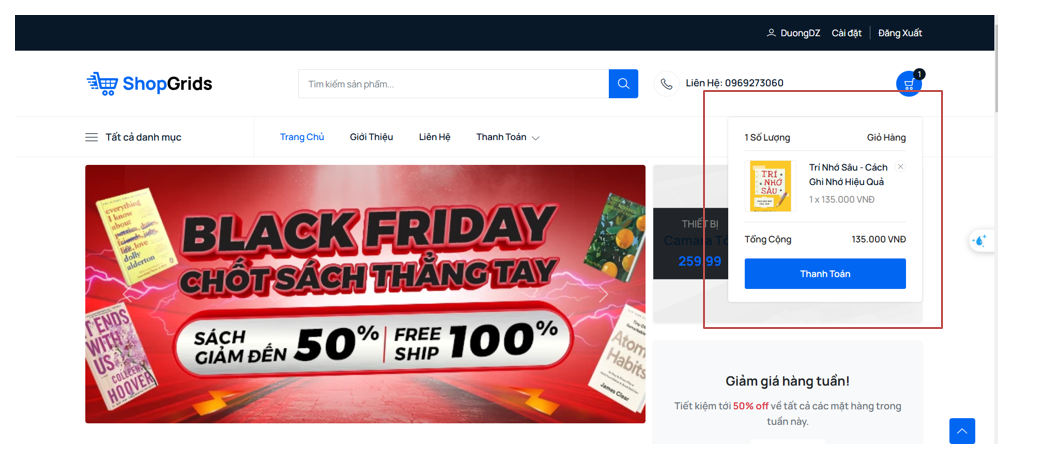 DuongDZ Cài đặt Đăng Xuất
ShopGrids
Tìm kiếm sản phẩm...
Liên Hệ: 0969273060
1
Tất cả danh mục
Trang Chủ Giới Thiệu Liên Hệ Thanh Toán
1 Số Lượng Giỏ Hàng
TRÍ
NHỚ
SÂU
Trí Nhớ Sâu - Cách
Ghi Nhớ Hiệu Quả
1 x 135.000 VNĐ
Tổng Cộng 135.000 VNĐ
Thanh Toán
THIẾT BỊ
259.99
BLACK FRIDAY
CHỐT SÁCH THẲNG TAY
SÁCH
GIẢM ĐẾN 50%
FREE
SHIP 100%
everything
I know
about
love
dolly
alderton
IT ENDS
WITH
US
COLLEEN
HOOVER
Atomic
Habits
James Clear
Giảm giá hàng tuần!
Tiết kiệm tới 50% off về tất cả các mặt hàng trong
tuần này.